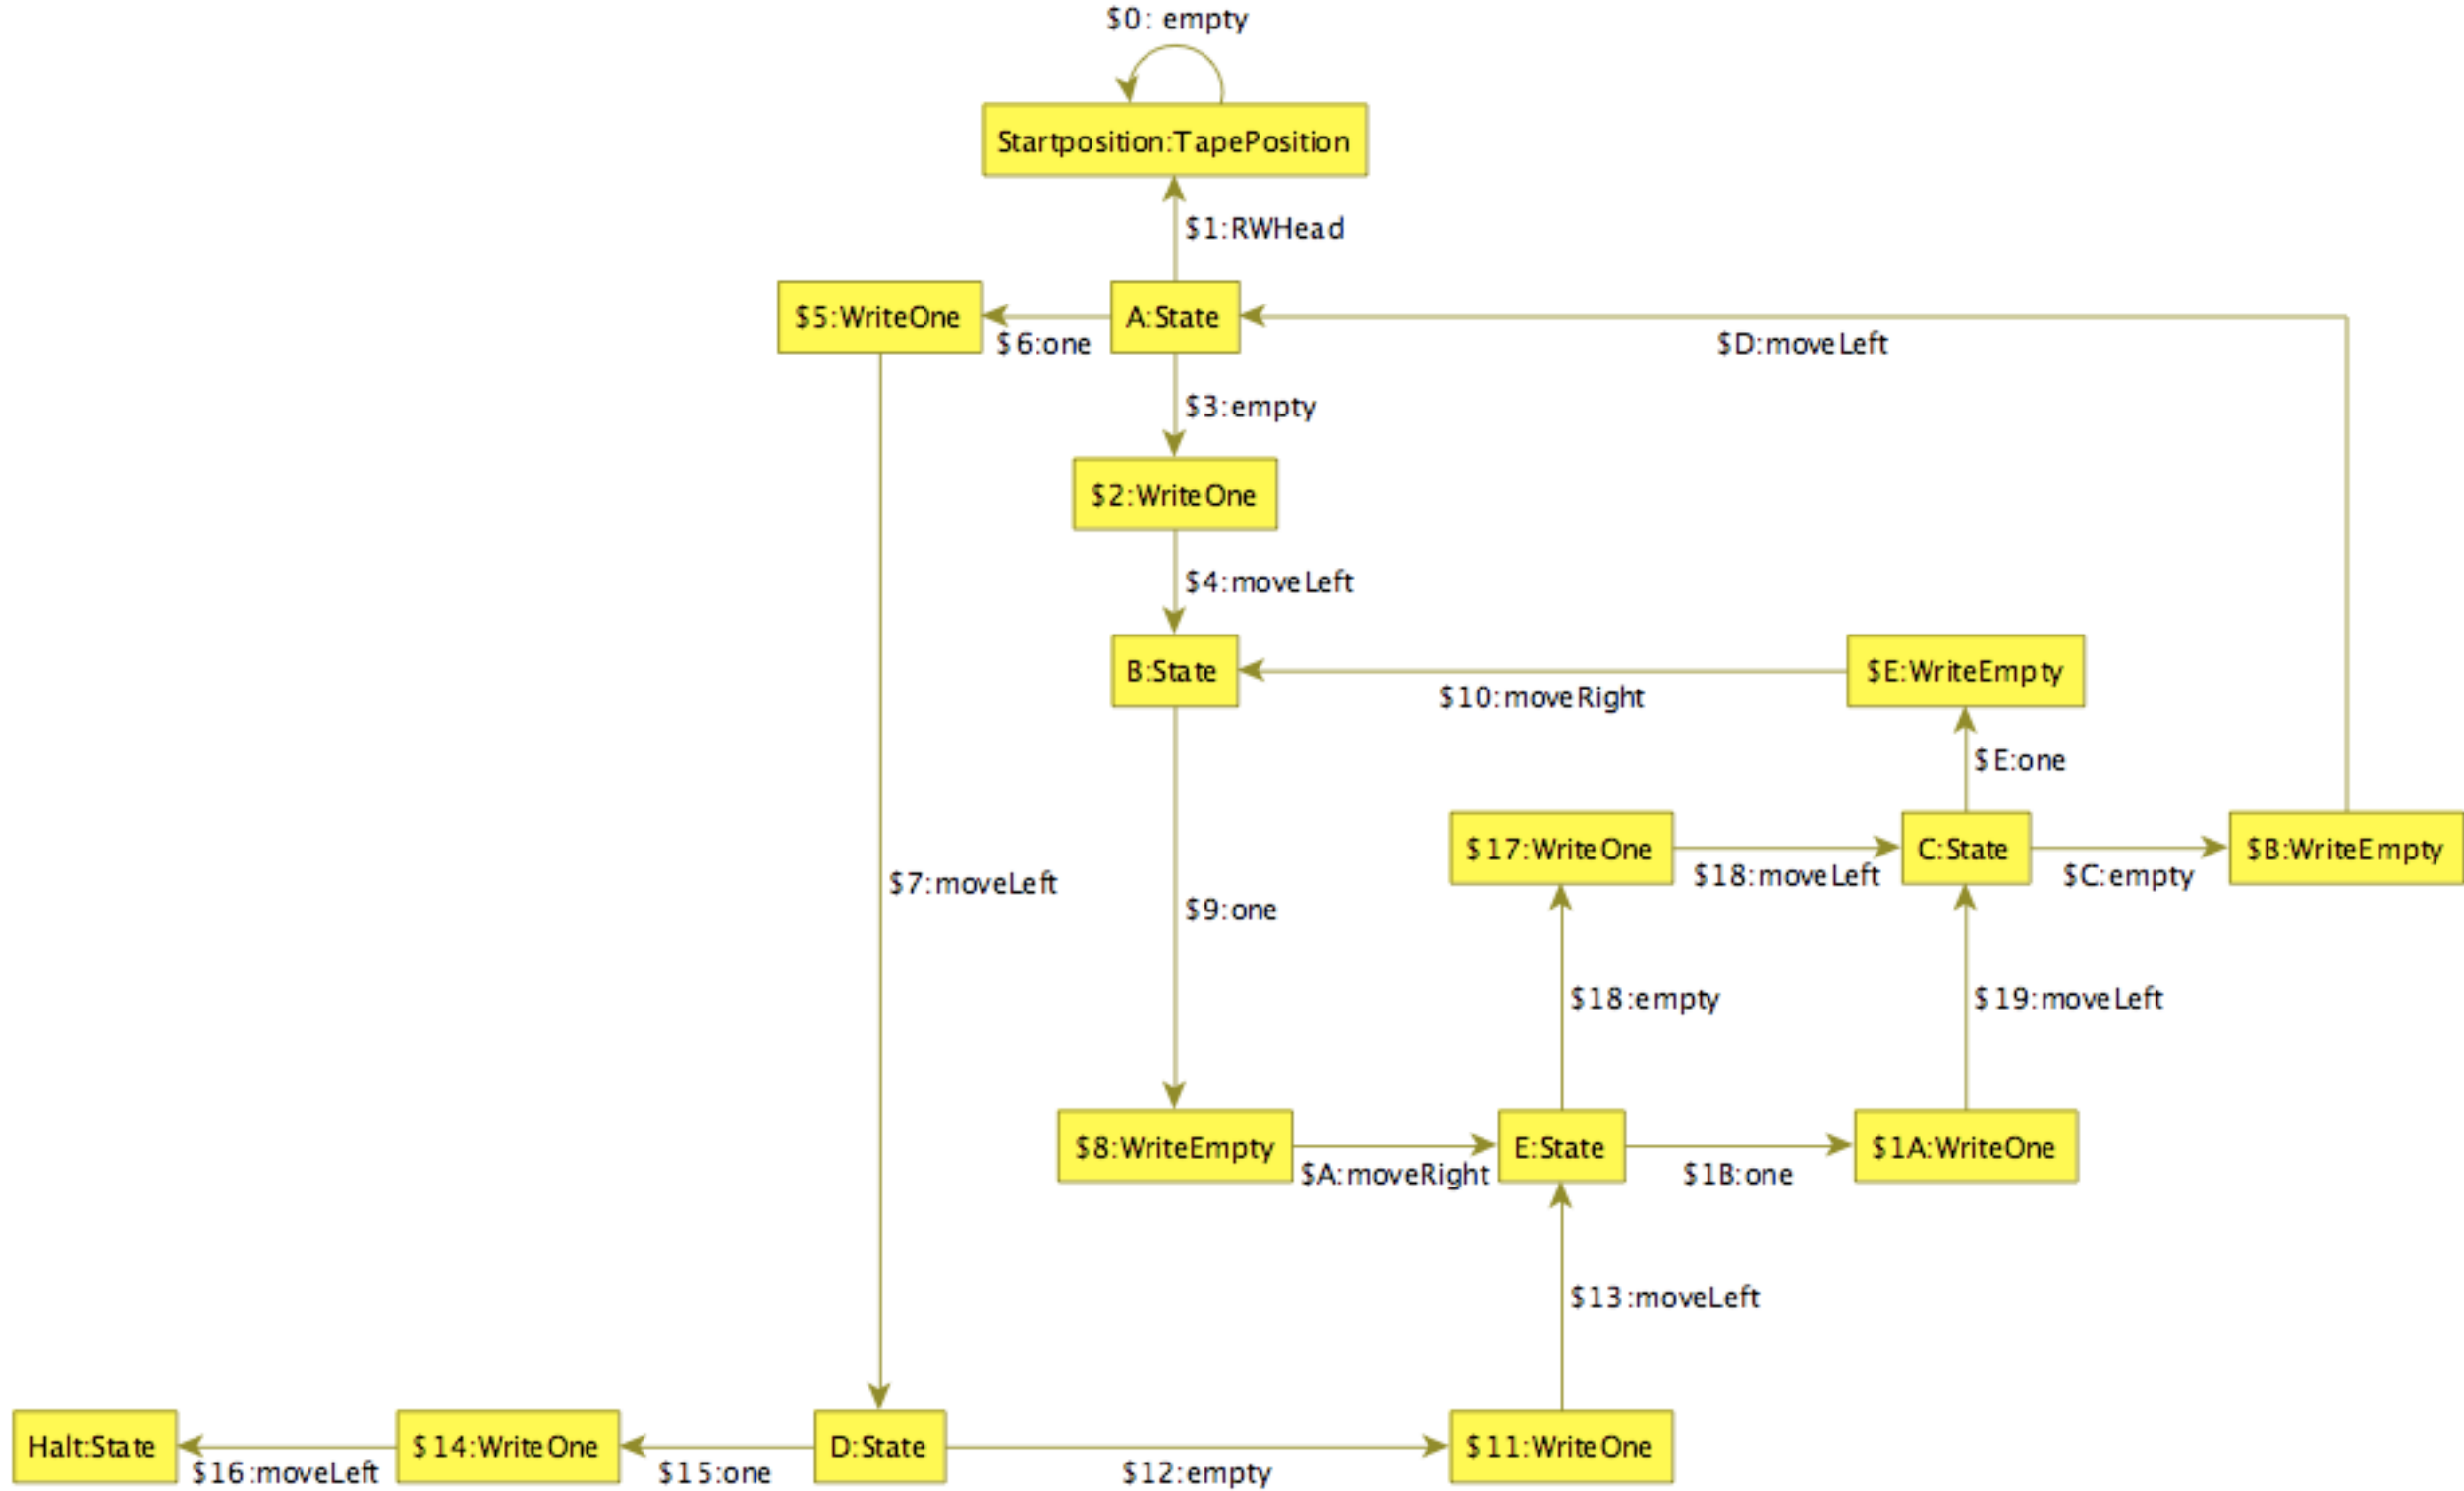 $0: empty
Startposition:TapePosition
$1:RWHead
$5:WriteOne
$6:one
A:State
$D:moveLeft
$3:empty
$2:WriteOne
$4:moveLeft
B:State
$10:moveRight
$E:WriteEmpty
$E:one
$17:WriteOne
$18:moveLeft
C:State
$C:empty
$B:WriteEmpty
$7:moveLeft
$9:one
$18:empty
$19:moveLeft
$8:WriteEmpty
$A:moveRight
E:State
$1B:one
$1A:WriteOne
$13:moveLeft
Halt:State
$16:moveLeft
$14:WriteOne
$15:one
D:State
$12:empty
$11:WriteOne